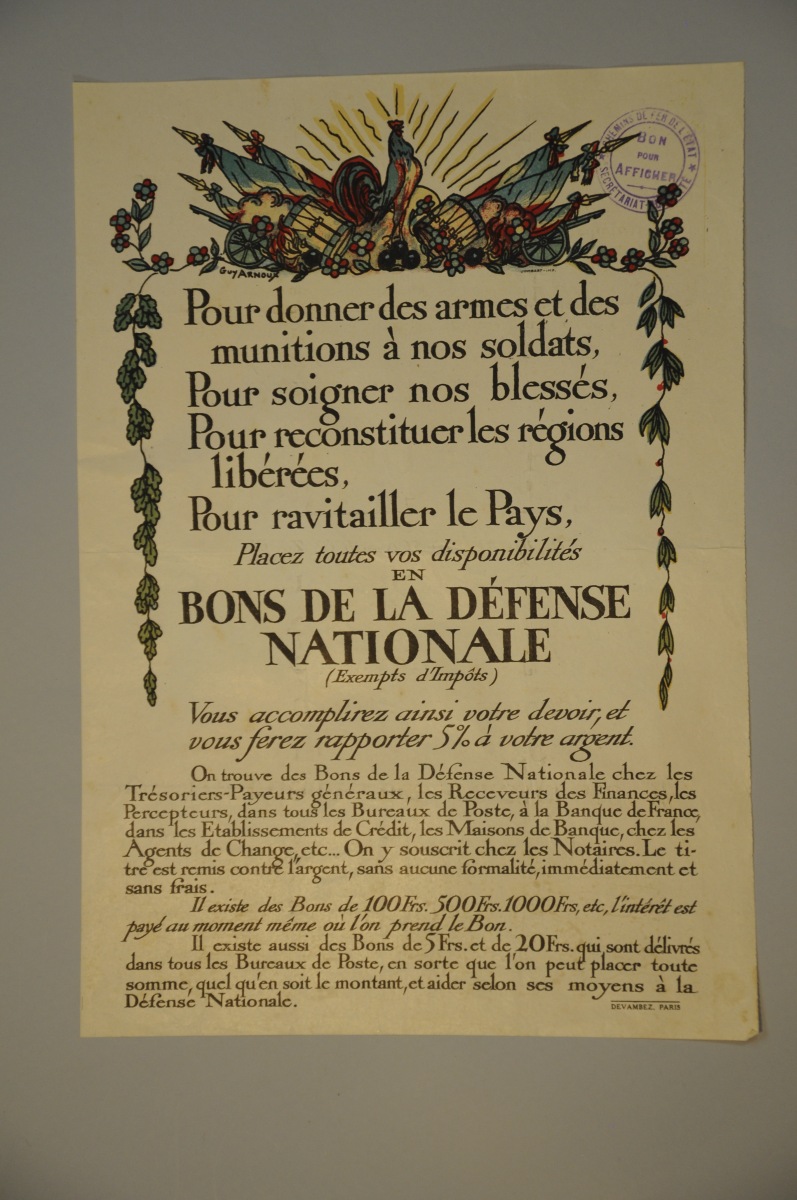 CHEMINS DE FER DE L'ETAT
BON
POUR
AFFICHER
SECRETARIAT
GUY ARNOUX
Pour donner des armes et des
munitions à nos soldats,
Pour soigner nos blessés,
Pour reconstituer les régions
libérées,
Pour ravitailler le Pays,
Placez toutes vos disponibilités
EN
BONS DE LA DÉFENSE
NATIONALE
(Exempts d'Impôts)
Vous accomplirez ainsi votre devoir, et
vous ferez rapporter 5% à votre argent.
On trouve des Bons de la Défense Nationale chez les
Trésoriers-Payeurs généraux, les Receveurs des Finances, les
Percepteurs, dans tous les Bureaux de Poste, à la Banque de France,
dans les Etablissements de Crédit, les Maisons de Banque, chez les
Agents de Change, etc... On y souscrit chez les Notaires. Le ti-
tre est remis contre l'argent, sans aucune formalité, immédiatement et
sans frais.
Il existe des Bons de 100 Frs. 500 Frs. 1000 Frs, etc, l'intérêt est
payé au moment même où l'on prend le Bon.
Il existe aussi des Bons de 5 Frs. et de 20 Frs. qui sont délivrés
dans tous les Bureaux de Poste, en sorte que l'on peut placer toute
somme, quel qu'en soit le montant, et aider selon ses moyens à la
Défense Nationale.
DEVAMBEZ, PARIS